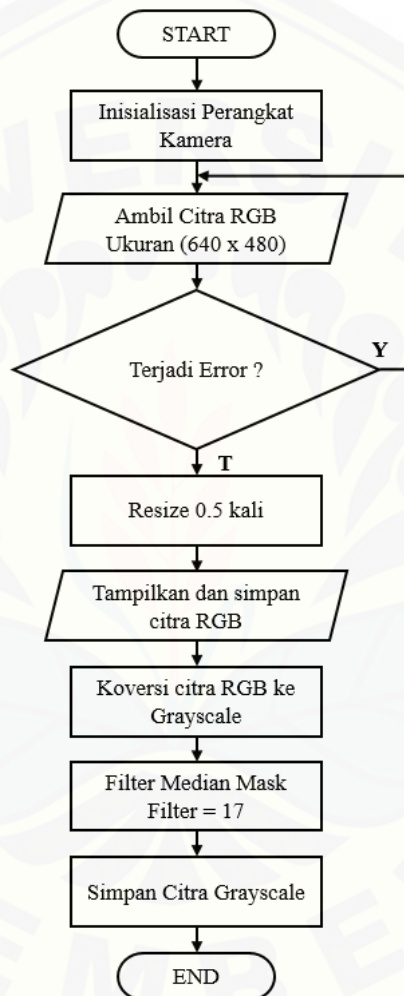 START
Inisialisasi Perangkat
Kamera
Ambil Citra RGB
Ukuran (640 x 480)
Terjadi Error ?
Y
T
Resize 0.5 kali
Tampilkan dan simpan
citra RGB
Koversi citra RGB ke
Grayscale
Filter Median Mask
Filter = 17
Simpan Citra Grayscale
END